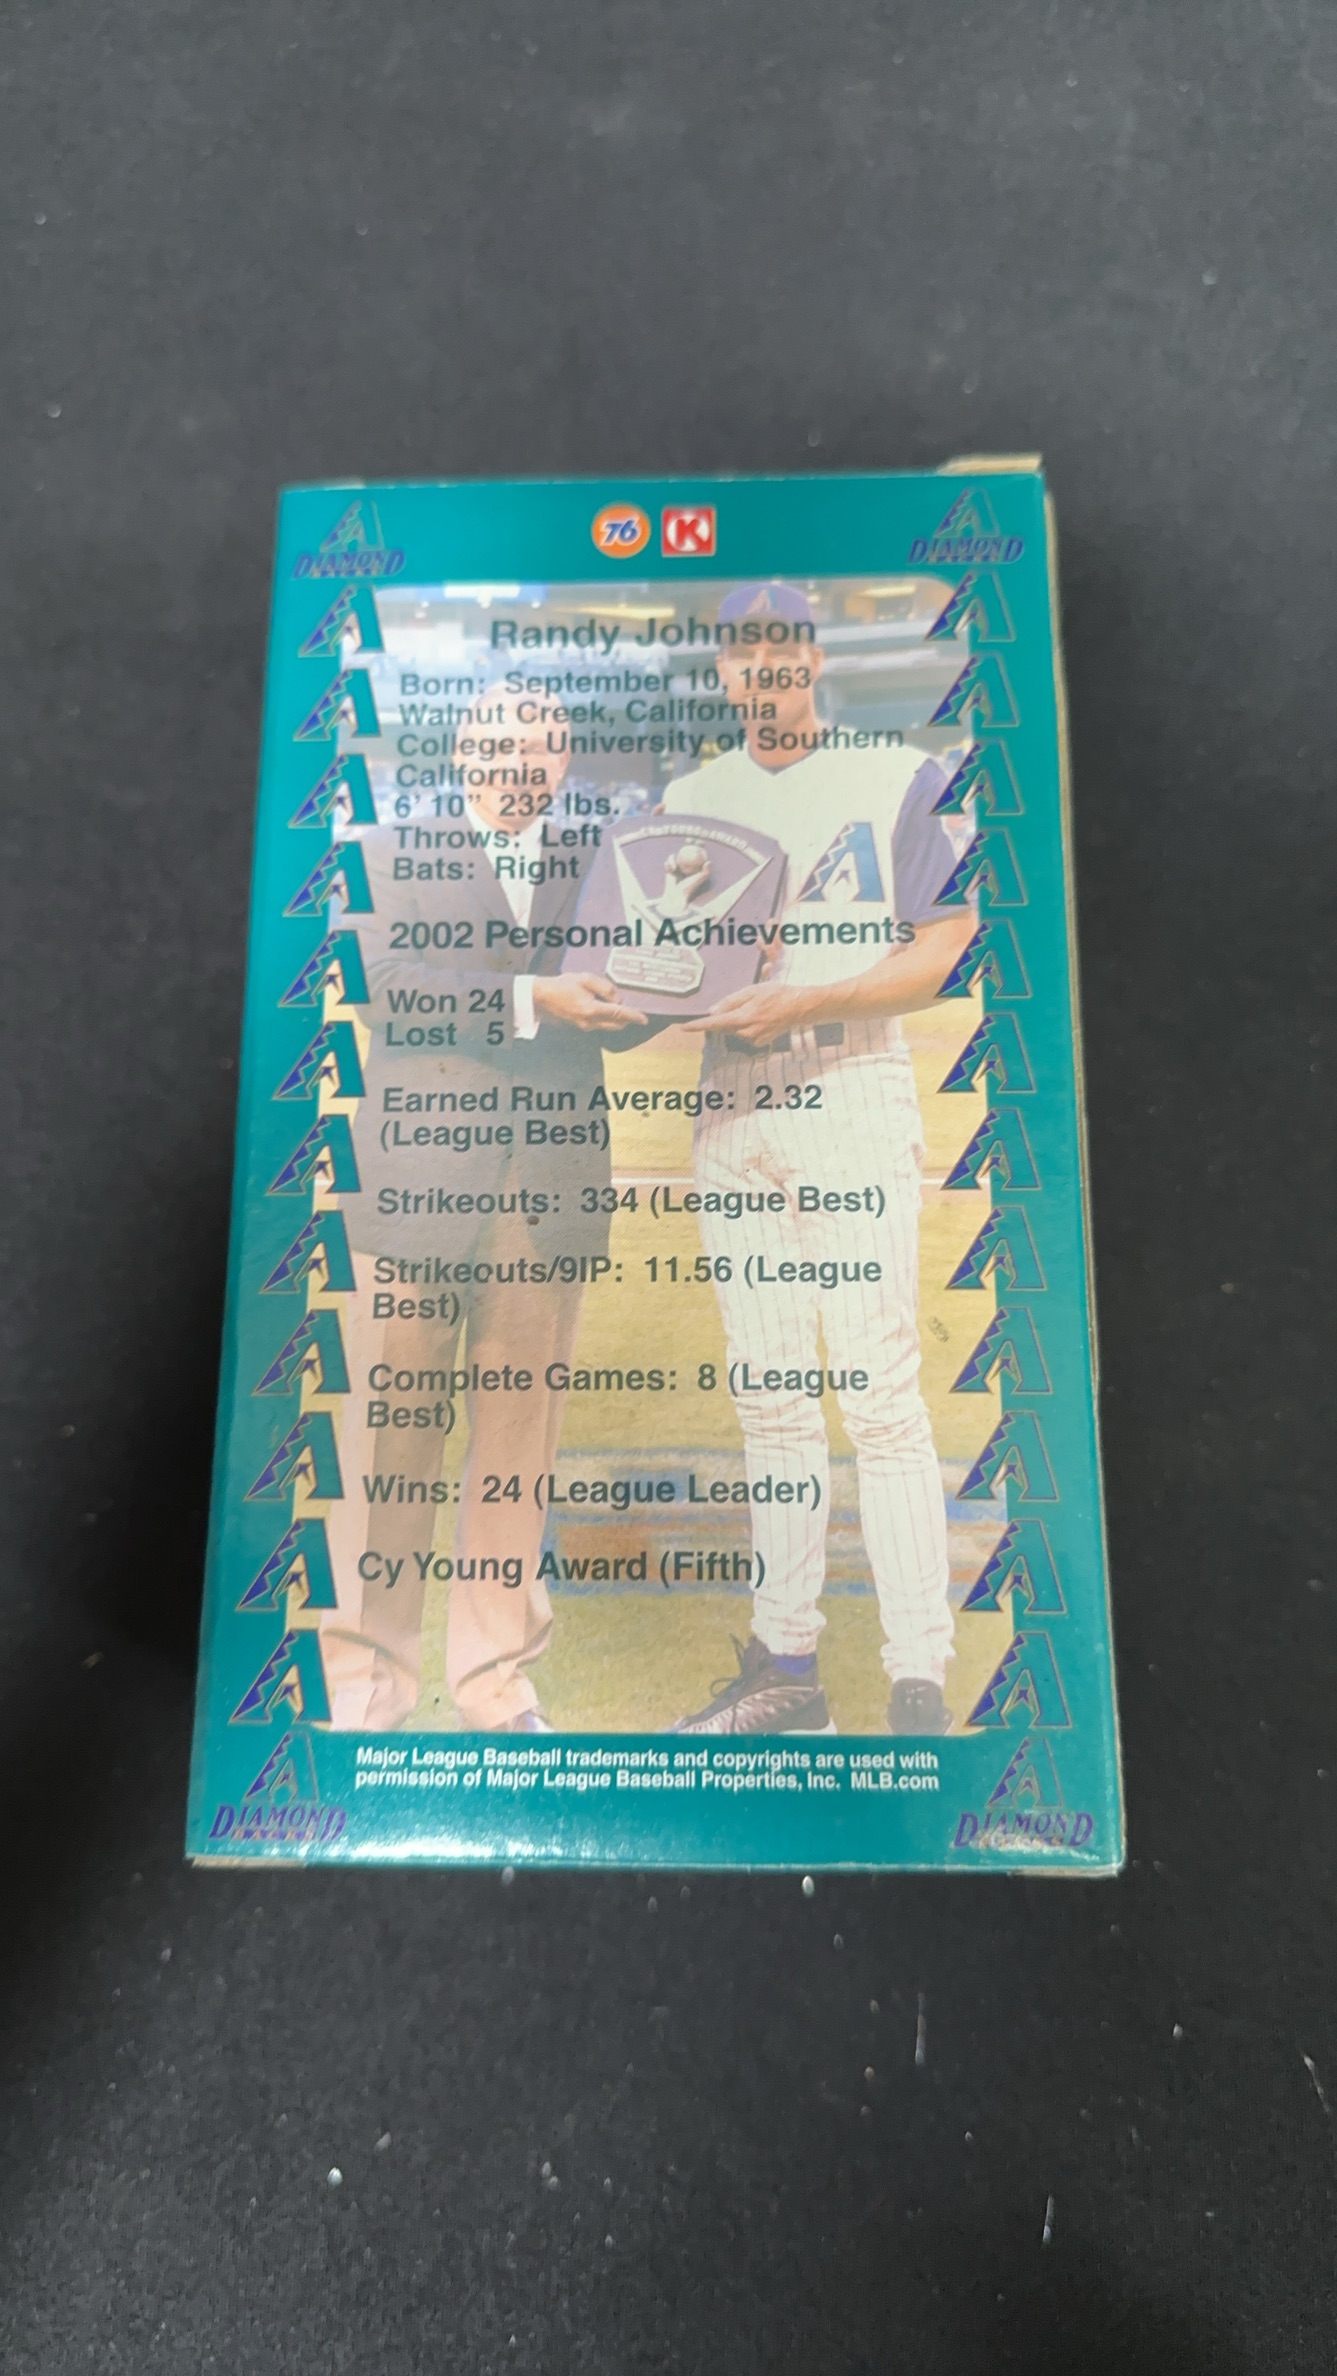 76 K
DIAMOND
DIAMOND
Randy Johnson
Born: September 10, 1963
Walnut Creek, California
College: University of Southern
California
6' 10" 232 lbs.
Throws: Left
Bats: Right
2002 Personal Achievements
Won 24
Lost 5
Earned Run Average: 2.32
(League Best)
Strikeouts: 334 (League Best)
Strikeouts/9IP: 11.56 (League
Best)
Complete Games: 8 (League
Best)
Wins: 24 (League Leader)
Cy Young Award (Fifth)
Major League Baseball trademarks and copyrights are used with
permission of Major League Baseball Properties, Inc. MLB.com
DIAMOND
DIAMOND